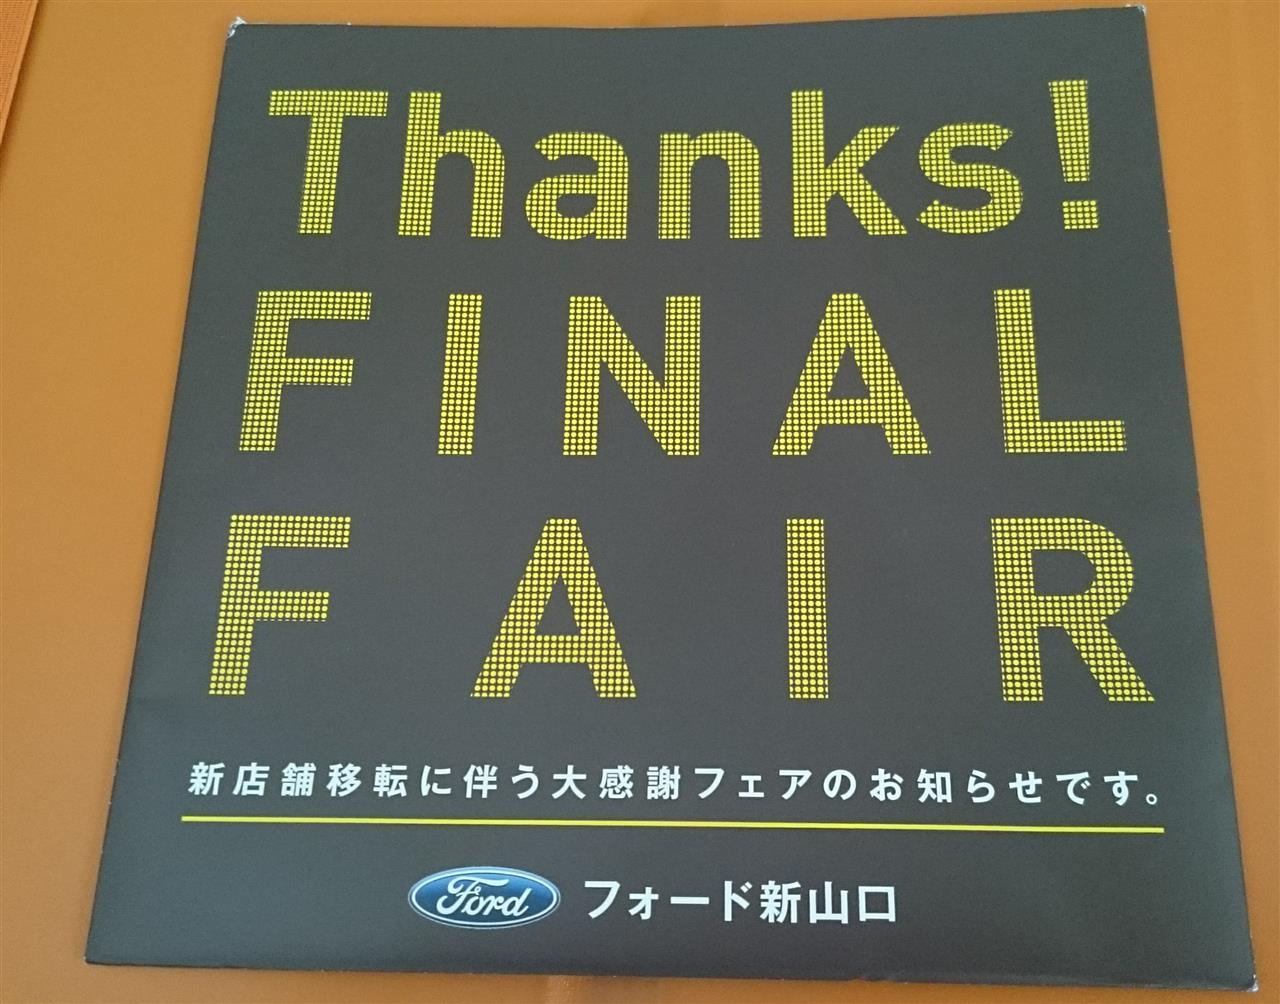 Thanks!
FINAL
FAIR
新店舗移転に伴う大感謝フェアのお知らせです。
Ford フォード新山口